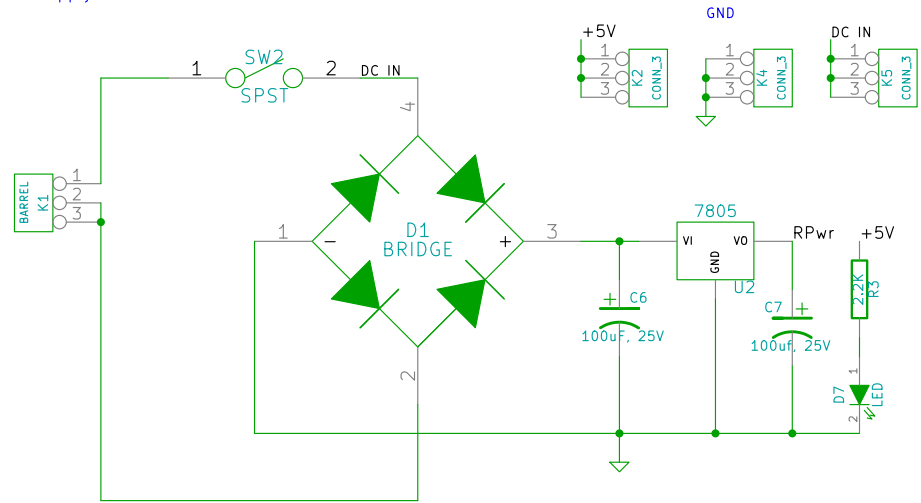 GND
+5V
1
2
3
K2
CONN_3
1
2
3
K4
CONN_3
DC IN
1
2
3
K5
CONN_3
SW2
1
2
DC IN
SPST
4
BARREL
K1
1
2
3
D1
BRIDGE
1
-
+
3
2
7805
VI
VO
GND
U2
RPwr
+5V
2.2K
R3
+
C6
100uF, 25V
C7
+
100uf, 25V
1
D7
LED
2